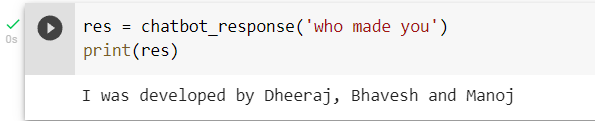 res = chatbot_response('who made you')
0s
print(res)
I was developed by Dheeraj, Bhavesh and Manoj